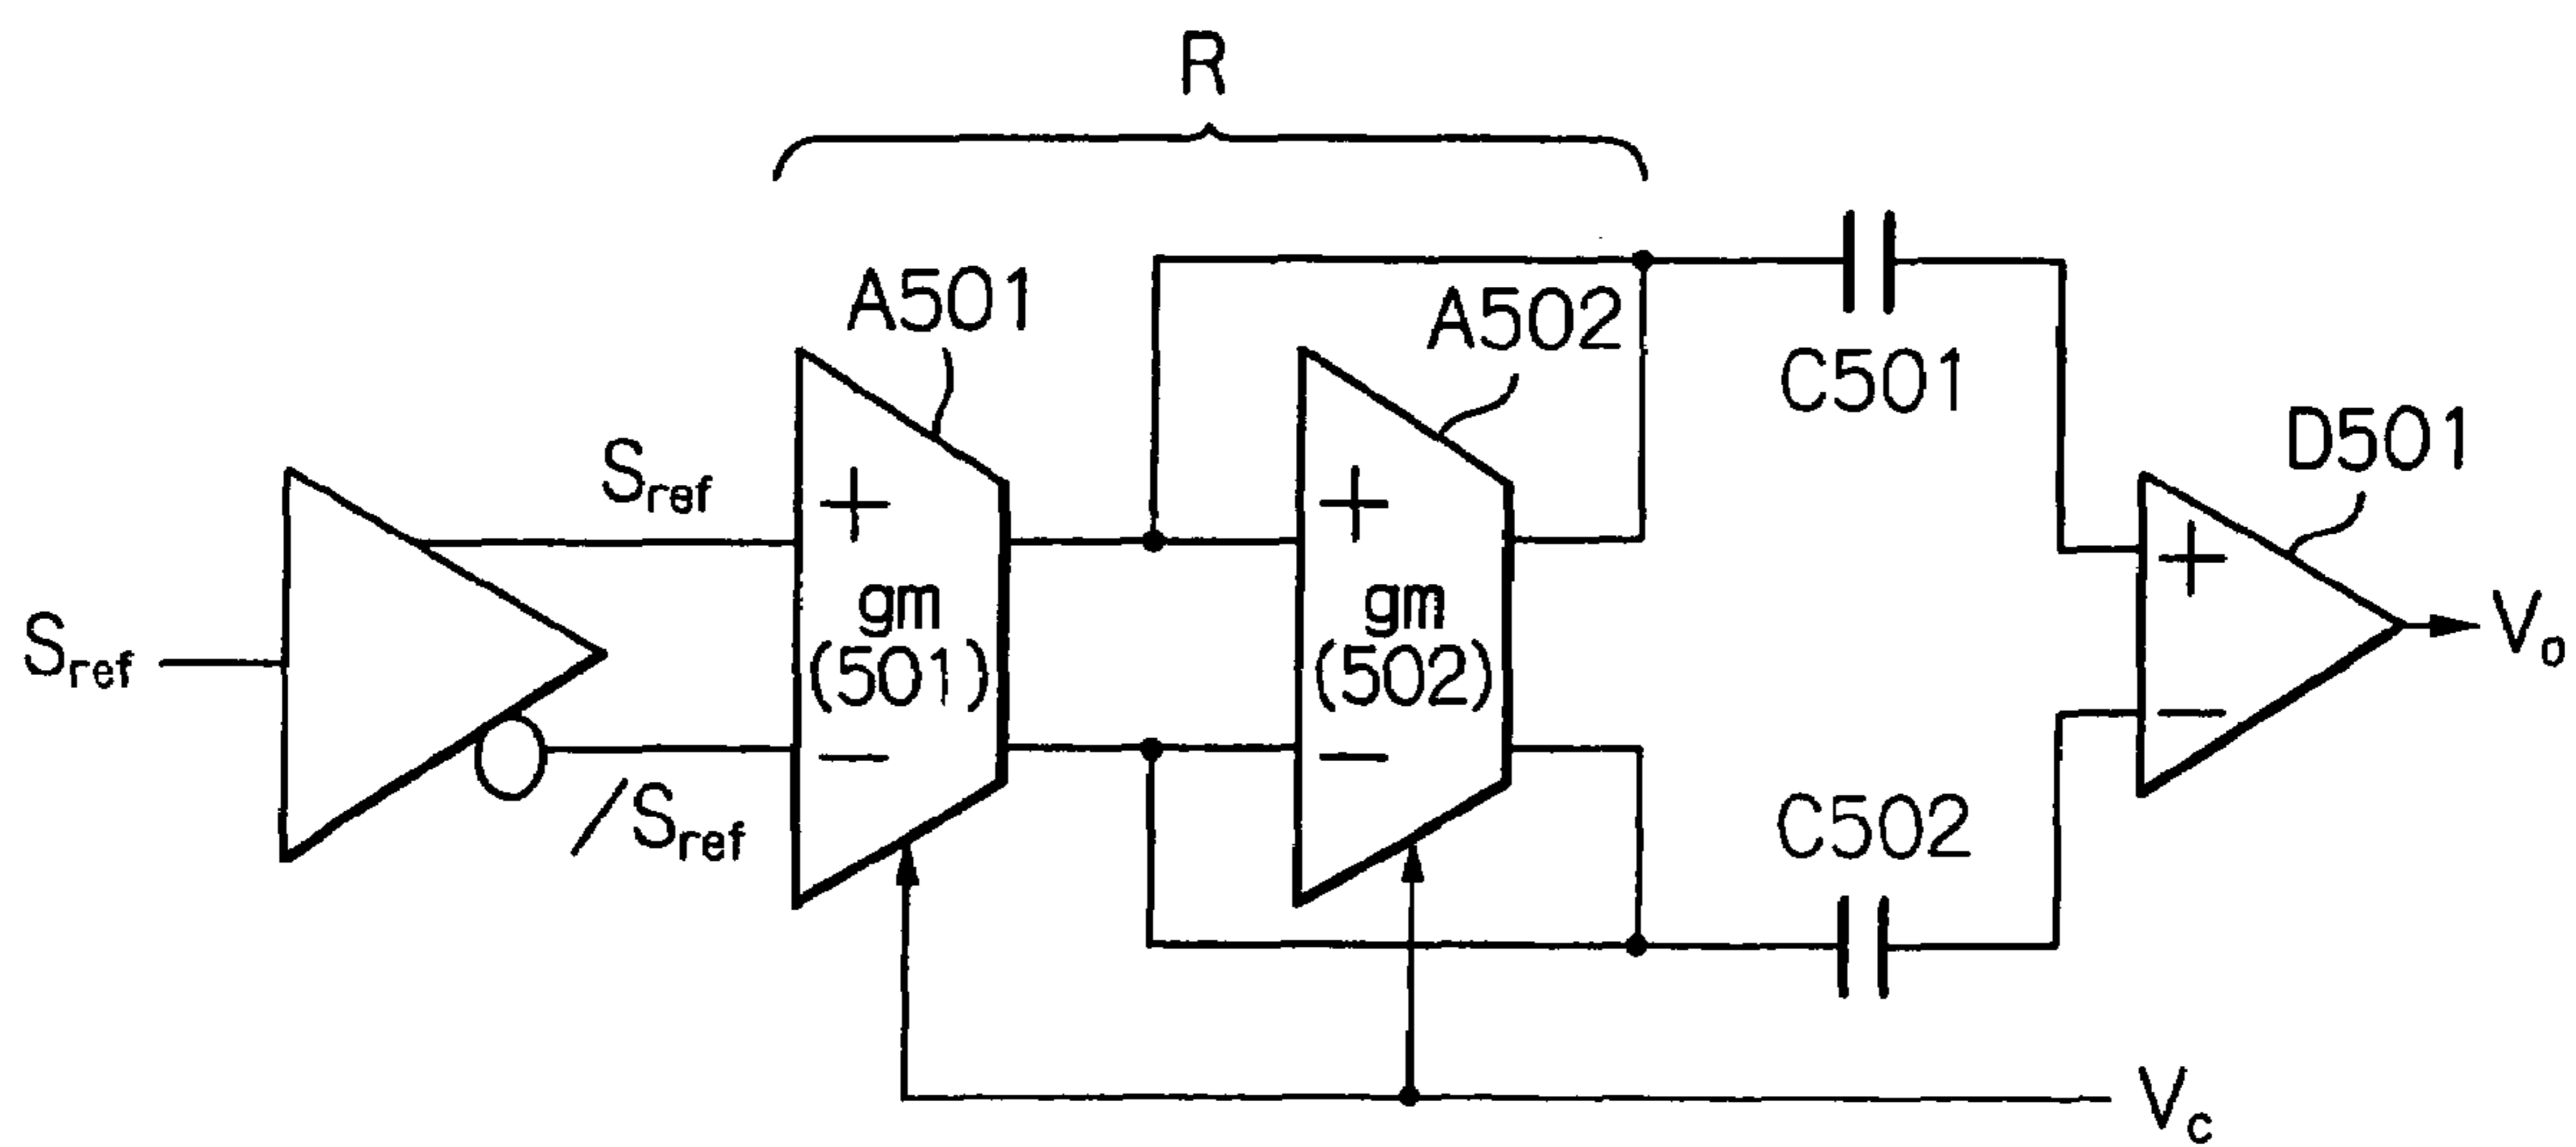 R
A501
A502
C501
D501
Sref
+
+
+
gm
(501)
gm
(502)
Sref
Vo
−
−
−
/Sref
C502
Vc